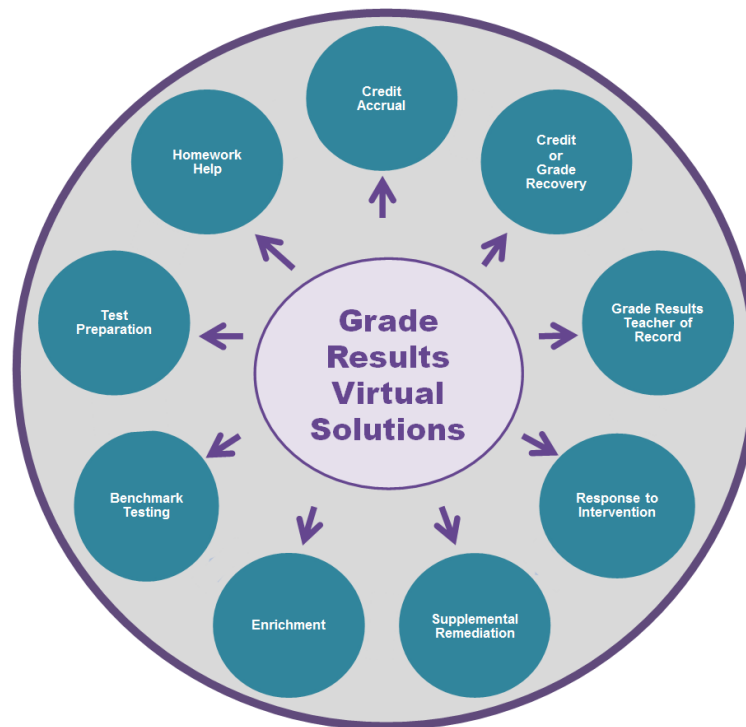 Credit
Accrual
Credit
or
Grade
Recovery
Grade Results
Teacher of
Record
Response to
Intervention
Supplemental
Remediation
Enrichment
Benchmark
Testing
Test
Preparation
Homework
Help
Grade
Results
Virtual
Solutions